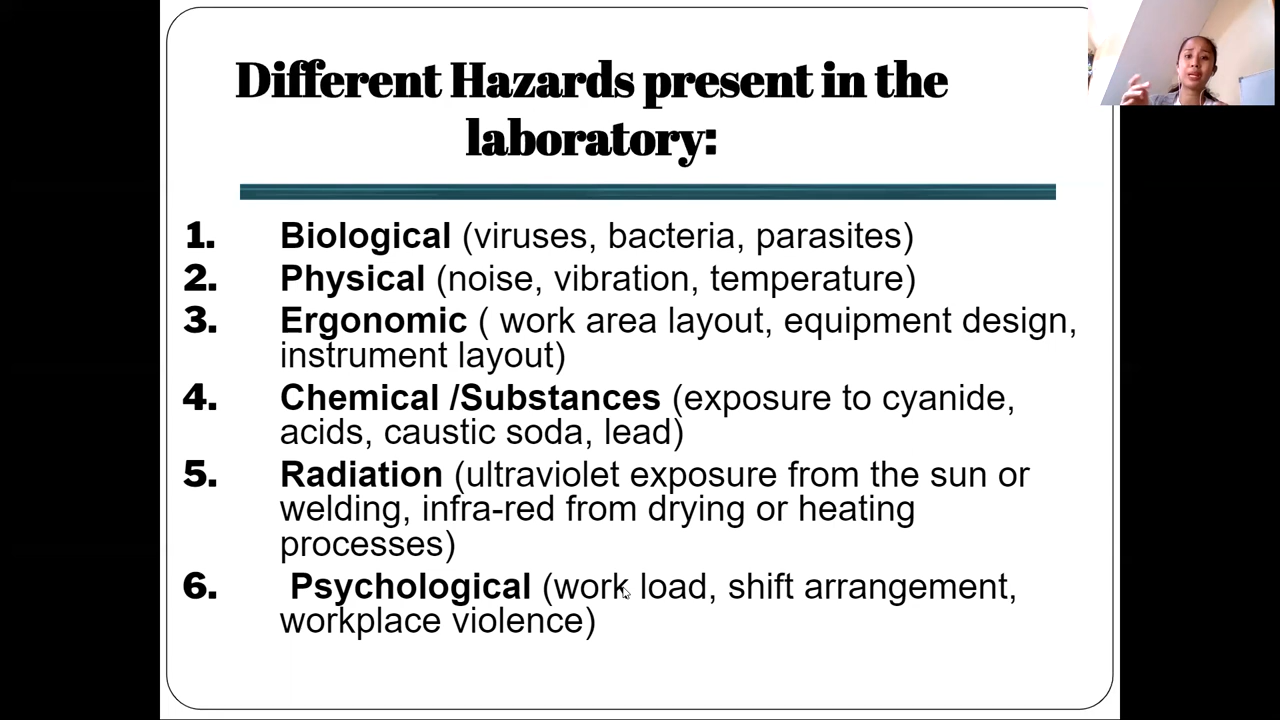 Different Hazards present in the
laboratory:
1. Biological (viruses, bacteria, parasites)
2. Physical (noise, vibration, temperature)
3. Ergonomic ( work area layout, equipment design,
instrument layout)
4. Chemical /Substances (exposure to cyanide,
acids, caustic soda, lead)
5. Radiation (ultraviolet exposure from the sun or
welding, infra-red from drying or heating
processes)
6. Psychological (work load, shift arrangement,
workplace violence)